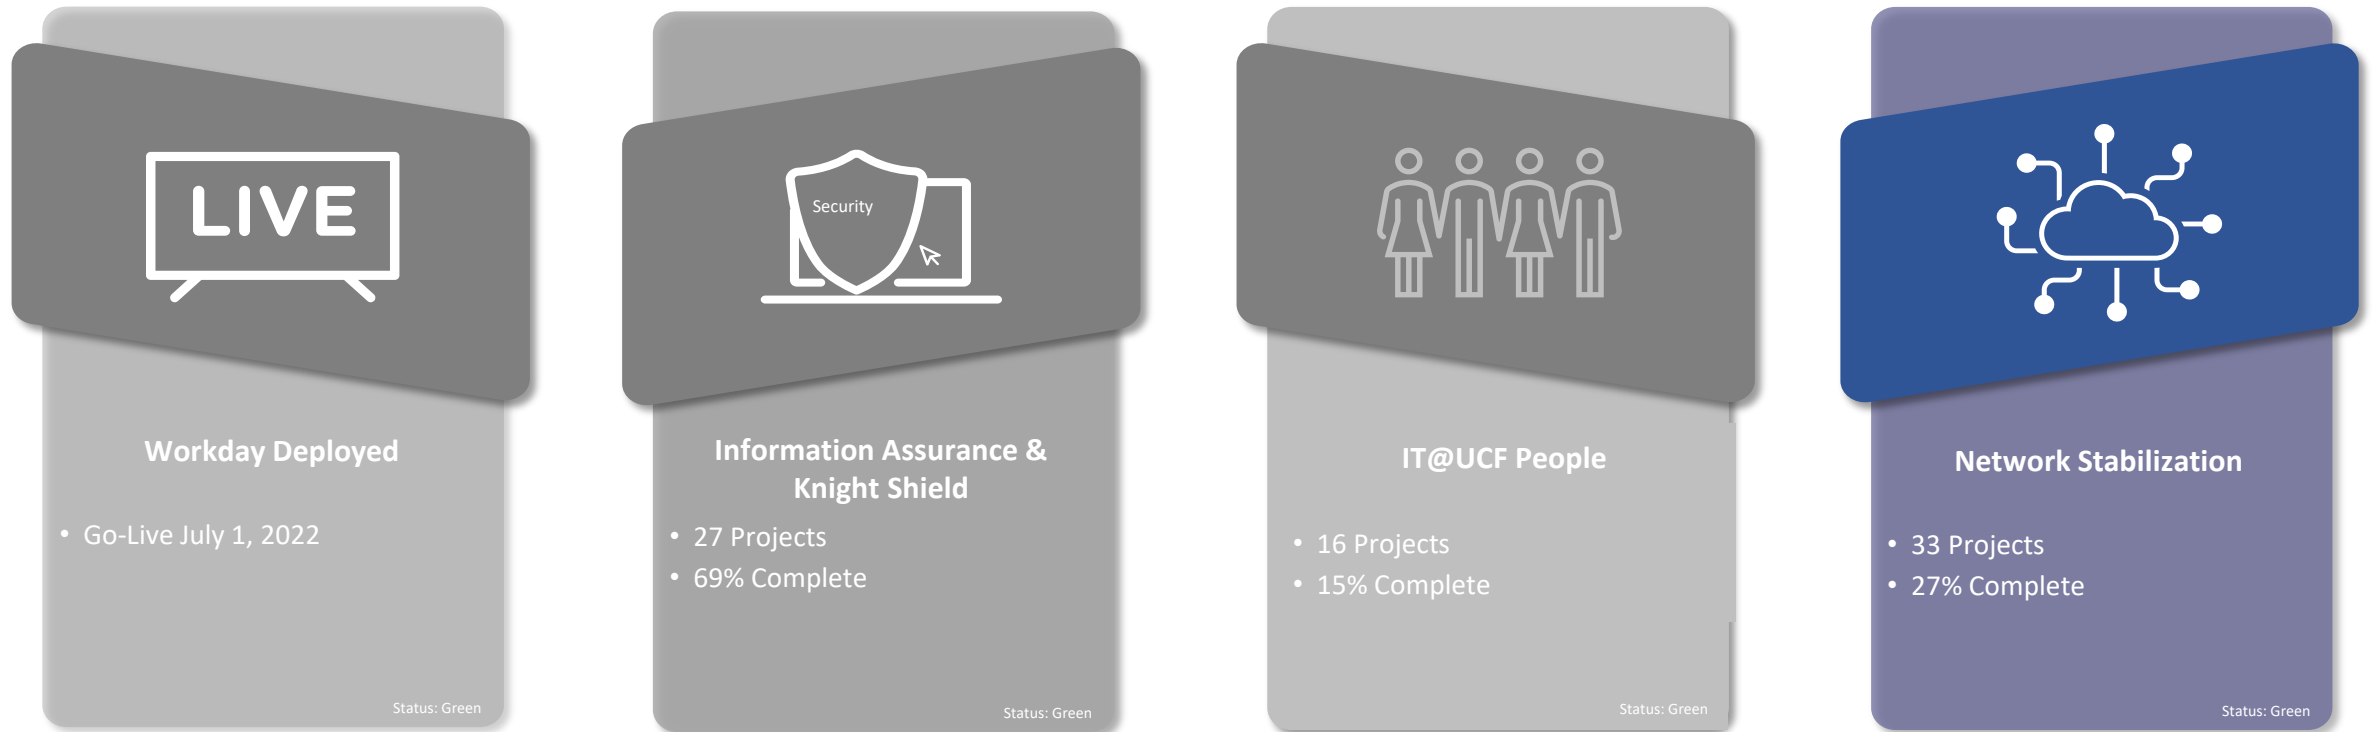 LIVE
Workday Deployed
• Go-Live July 1, 2022
Status: Green
Security
Information Assurance &
Knight Shield
• 27 Projects
• 69% Complete
Status: Green
IT@UCF People
• 16 Projects
• 15% Complete
Status: Green
Network Stabilization
• 33 Projects
• 27% Complete
Status: Green